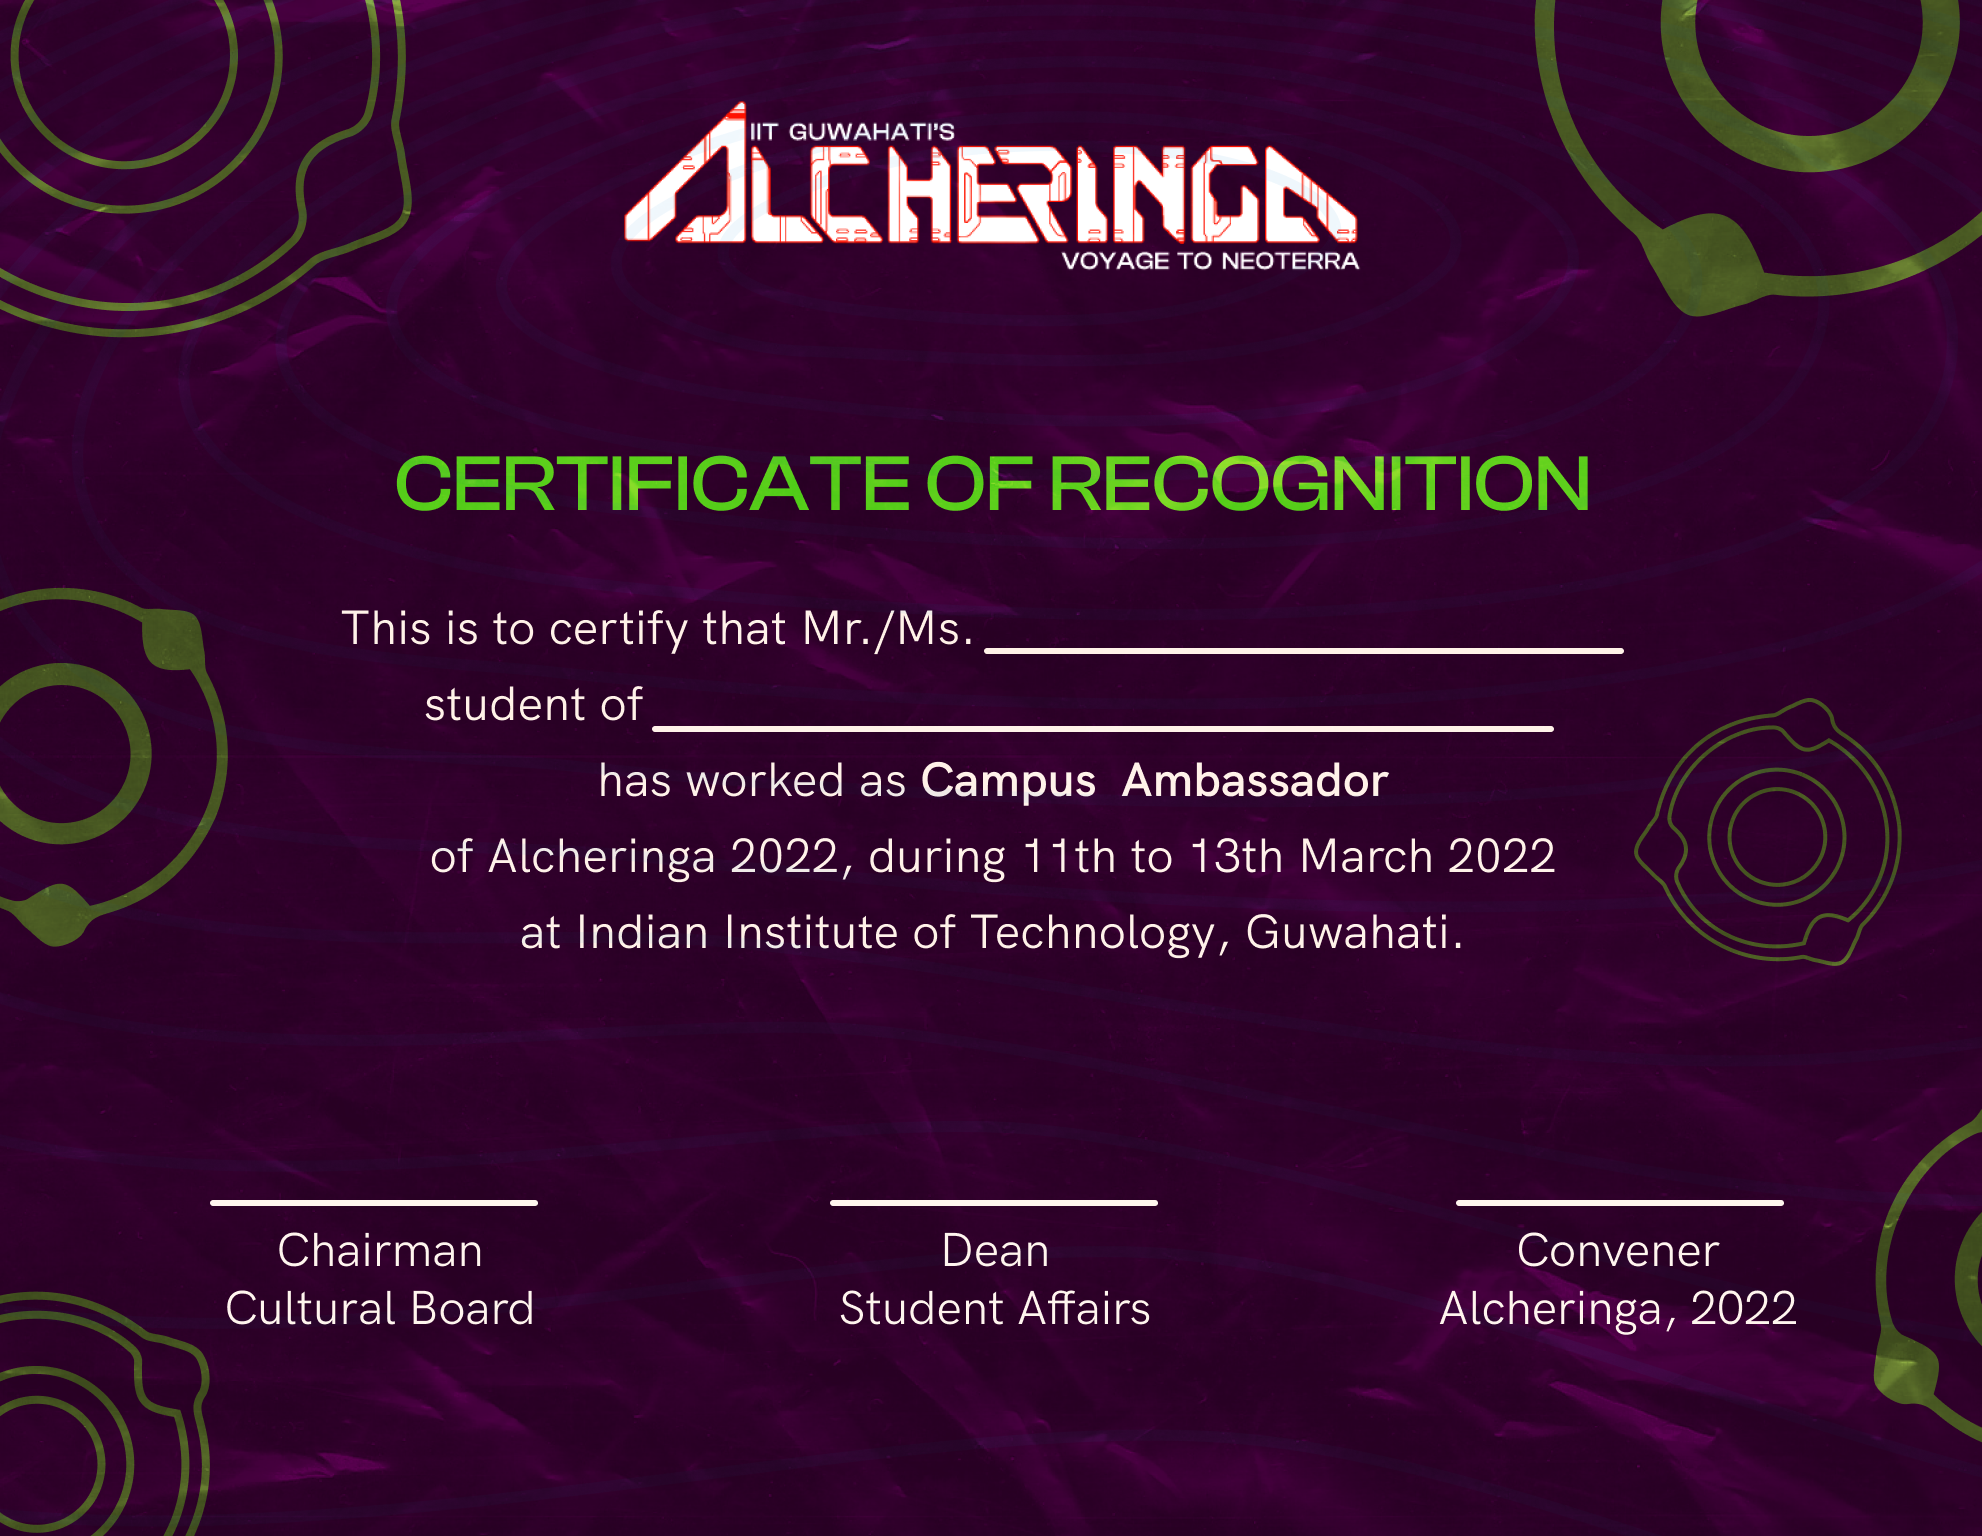 IIT GUWAHATI'S
ALCHERINGA
VOYAGE TO NEOTERRA
CERTIFICATE OF RECOGNITION
This is to certify that Mr./Ms.
student of
has worked as Campus Ambassador
of Alcheringa 2022, during 11th to 13th March 2022
at Indian Institute of Technology, Guwahati.
Chairman
Cultural Board
Dean
Student Affairs
Convener
Alcheringa, 2022